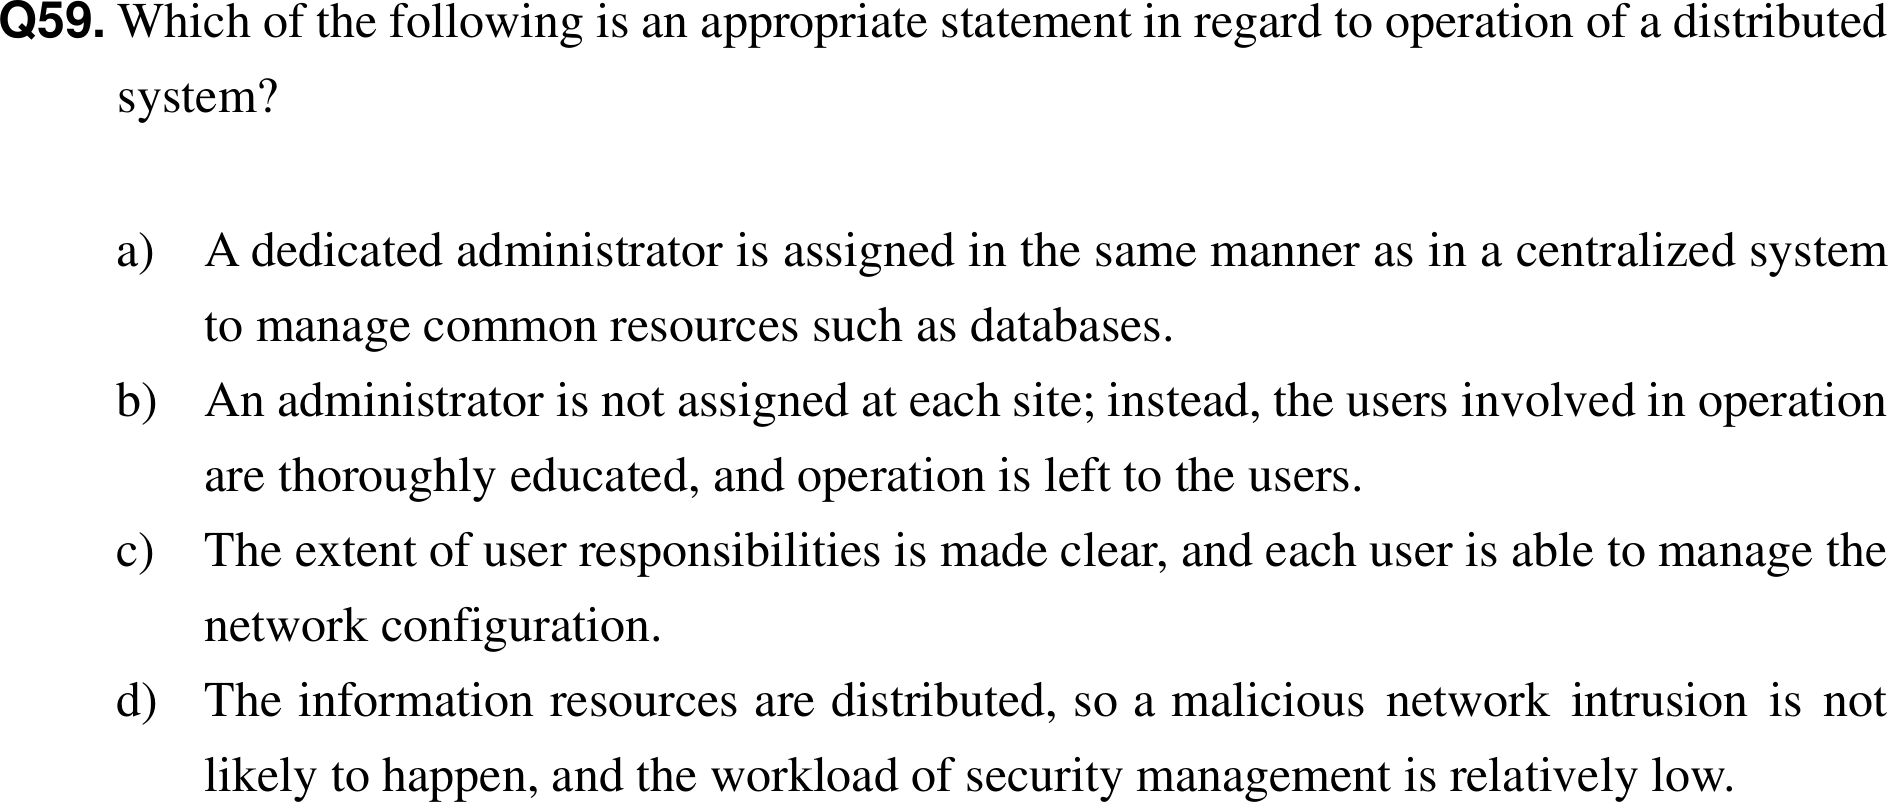 Q59. Which of the following is an appropriate statement in regard to operation of a distributed
system?
a) A dedicated administrator is assigned in the same manner as in a centralized system
to manage common resources such as databases.
b) An administrator is not assigned at each site; instead, the users involved in operation
are thoroughly educated, and operation is left to the users.
c) The extent of user responsibilities is made clear, and each user is able to manage the
network configuration.
d) The information resources are distributed, so a malicious network intrusion is not
likely to happen, and the workload of security management is relatively low.